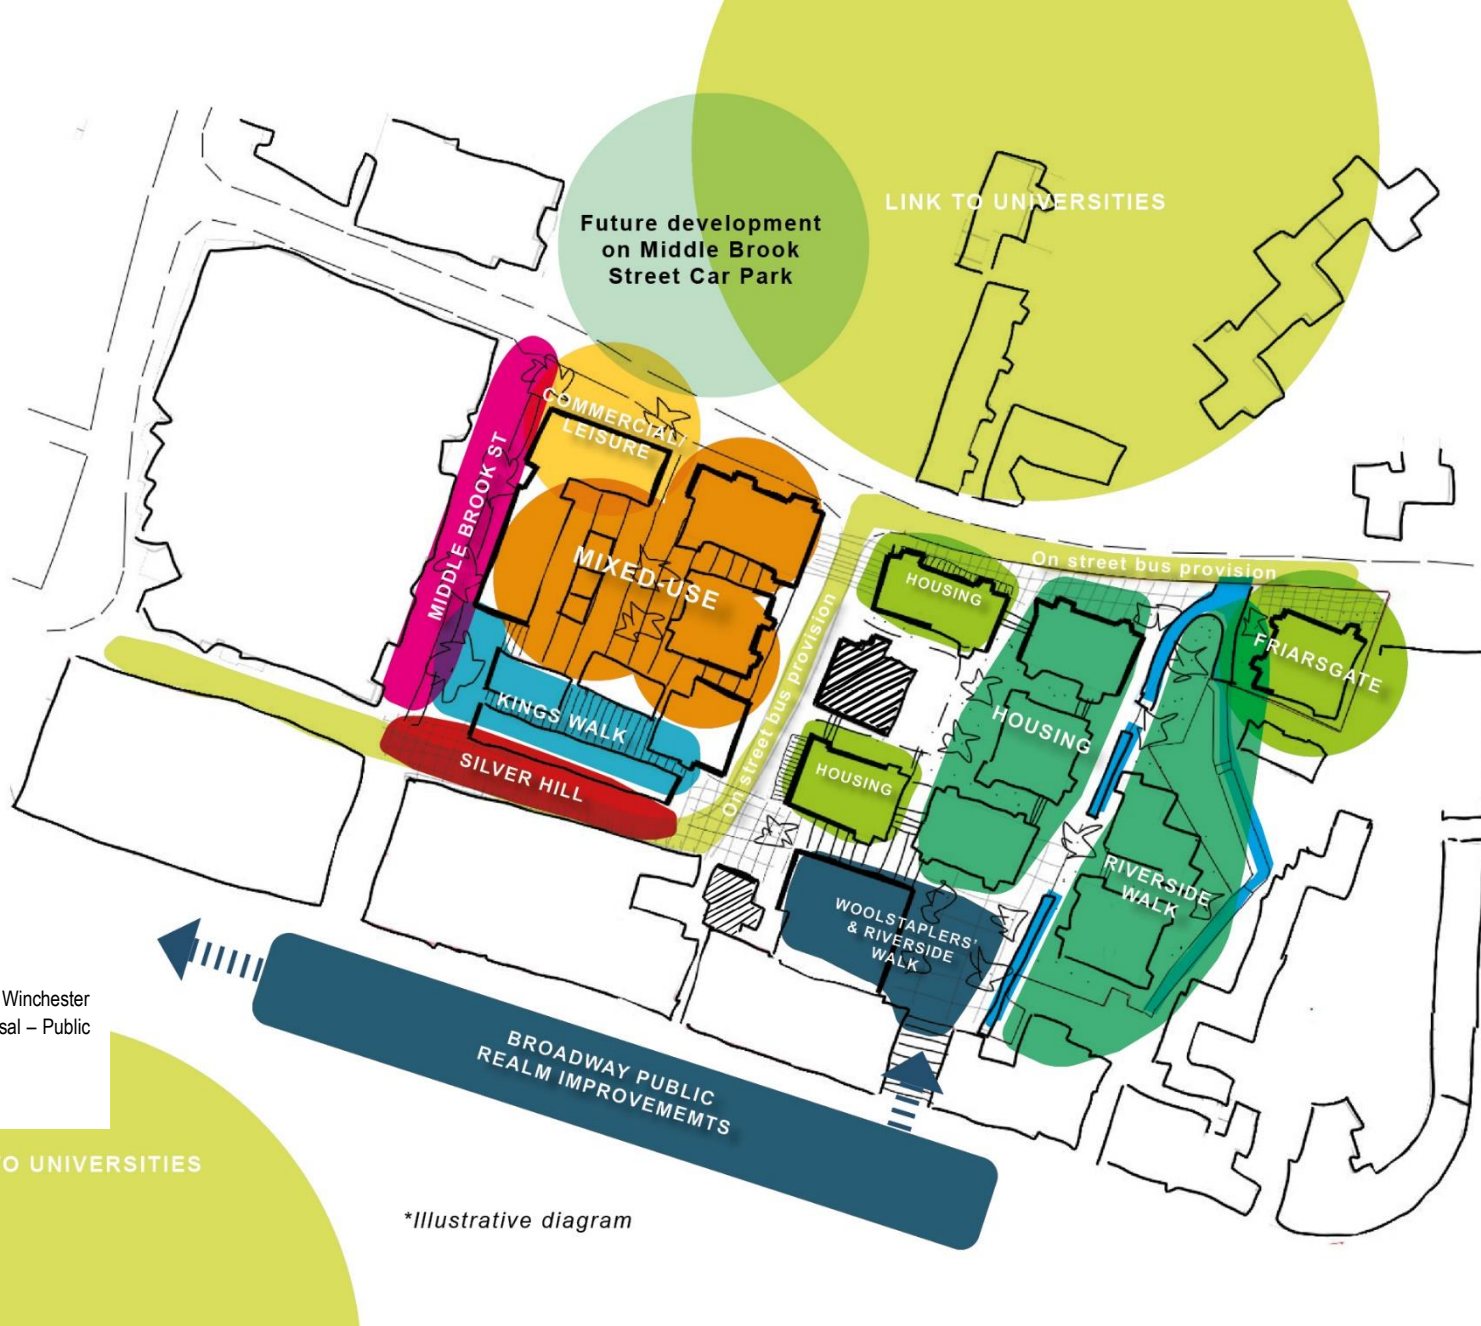 LINK TO UNIVERSITIES
Future development
on Middle Brook
Street Car Park
COMMERCIAL/
LEISURE
MIDDLE BROOK ST
MIXED-USE
On street bus provision
HOUSING
On street bus provision
FRIARSGATE
KINGS WALK
HOUSING
SILVER HILL
HOUSING
RIVERSIDE
WALK
WOOLSTAPLERS'
& RIVERSIDE
WALK
Winchester
sal – Public
BROADWAY PUBLIC
REALM IMPROVEMEMTS
TO UNIVERSITIES
*Illustrative diagram